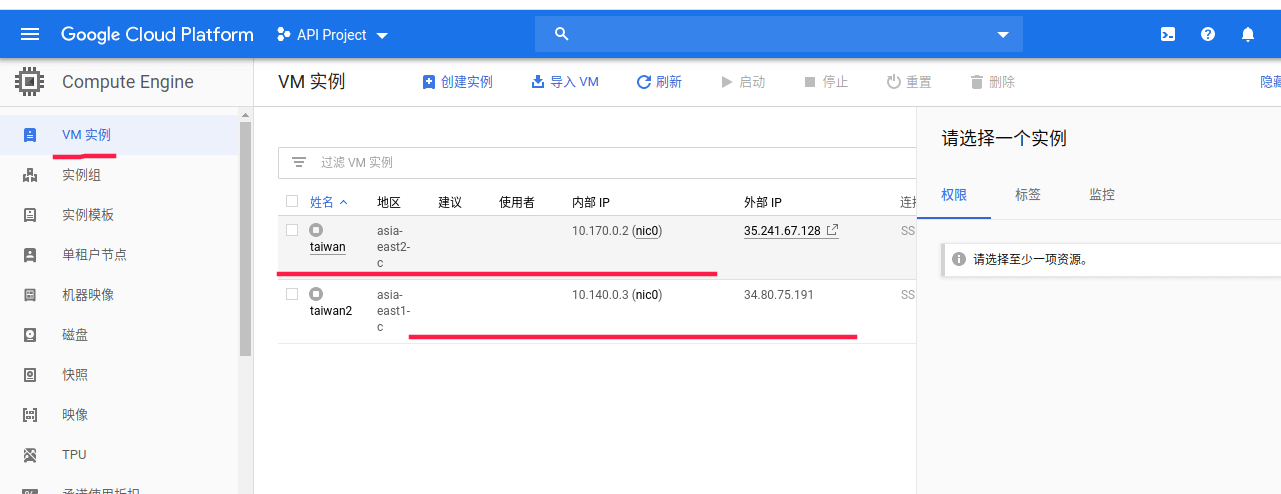 Google Cloud Platform
API Project
Compute Engine
VM 实例
创建实例
导入 VM
刷新
启动
停止
重置
删除
隐藏
VM 实例
实例组
实例模板
单租户节点
机器映像
磁盘
快照
映像
TPU
过滤 VM 实例
姓名 地区 建议 使用者 内部 IP 外部 IP
taiwan
asia-
east2-
c
10.170.0.2 (nic0)
35.241.67.128
SS
taiwan2
asia-
east1-
c
10.140.0.3 (nic0)
34.80.75.191
SS
请选择一个实例
权限 标签 监控
请选择至少一项资源。